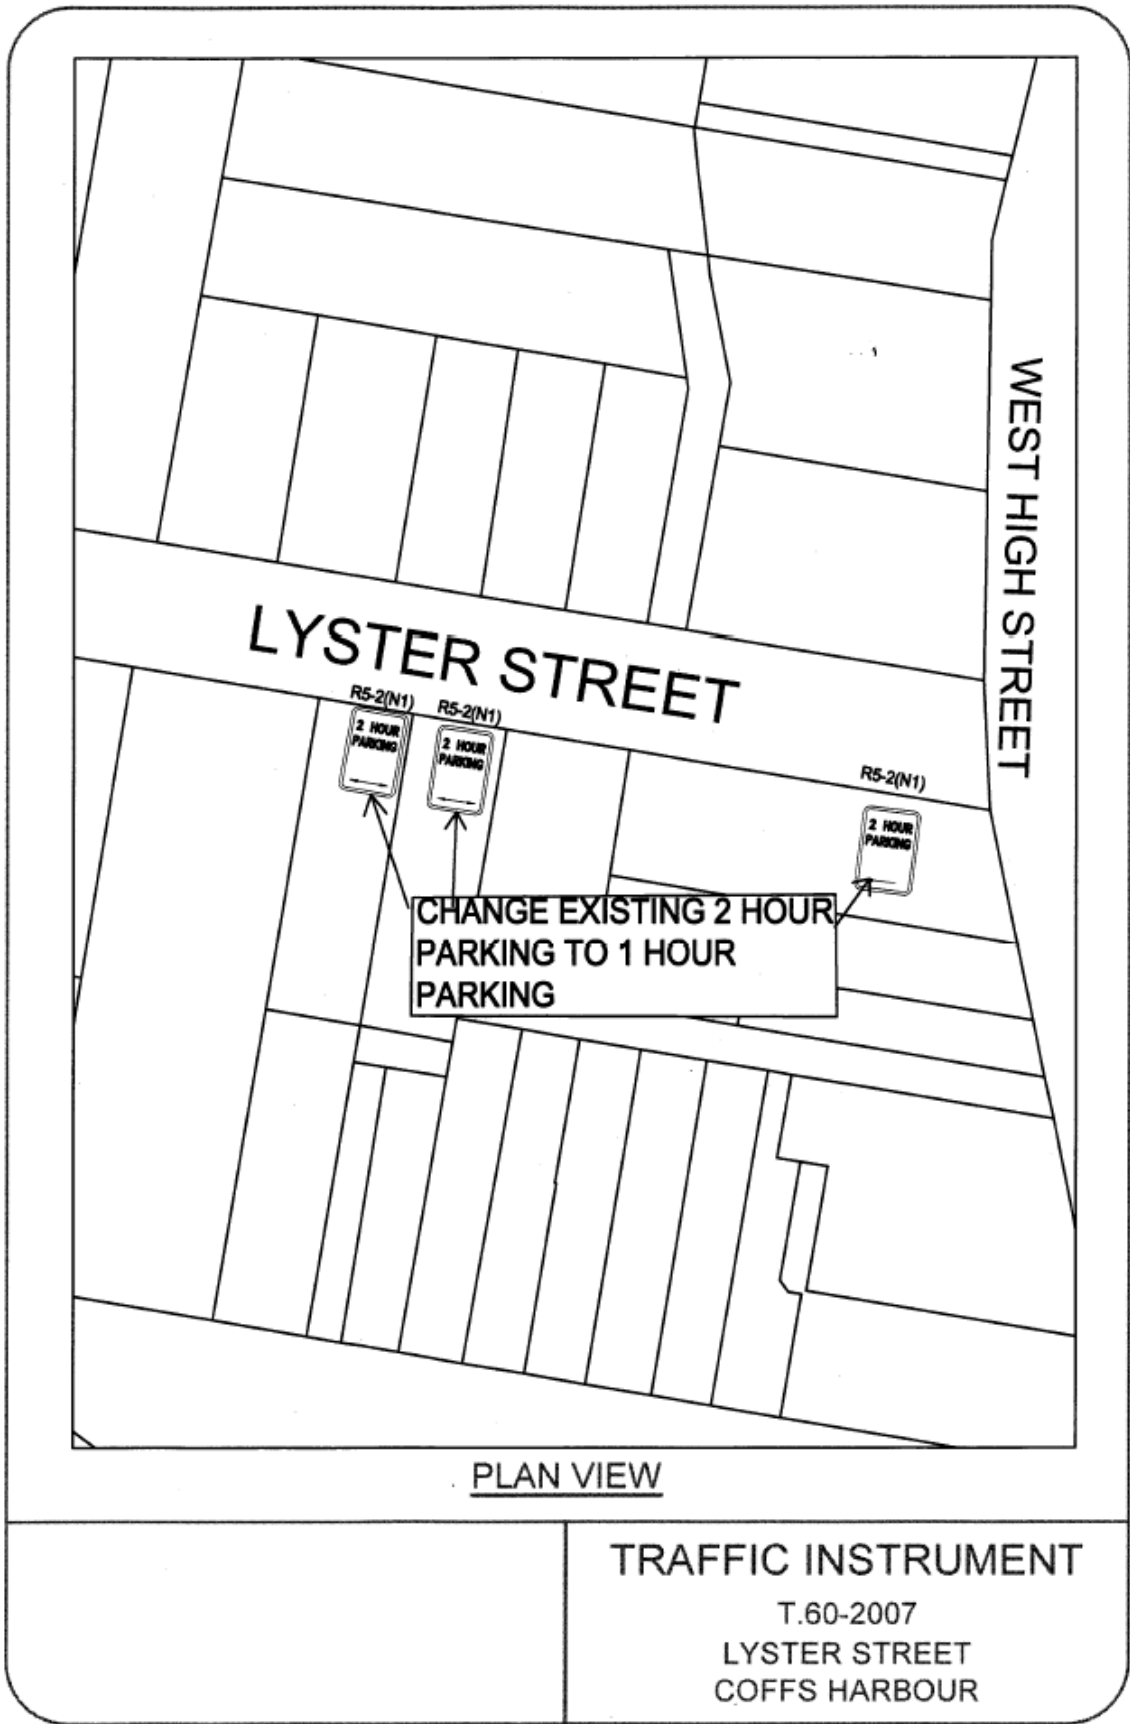 WEST HIGH STREET
LYSTER STREET
R5-2(N1)
2 HOUR
PARKING
R5-2(N1)
2 HOUR
PARKING
R5-2(N1)
2 HOUR
PARKING
CHANGE EXISTING 2 HOUR
PARKING TO 1 HOUR
PARKING
PLAN VIEW
TRAFFIC INSTRUMENT
T.60-2007
LYSTER STREET
COFFS HARBOUR